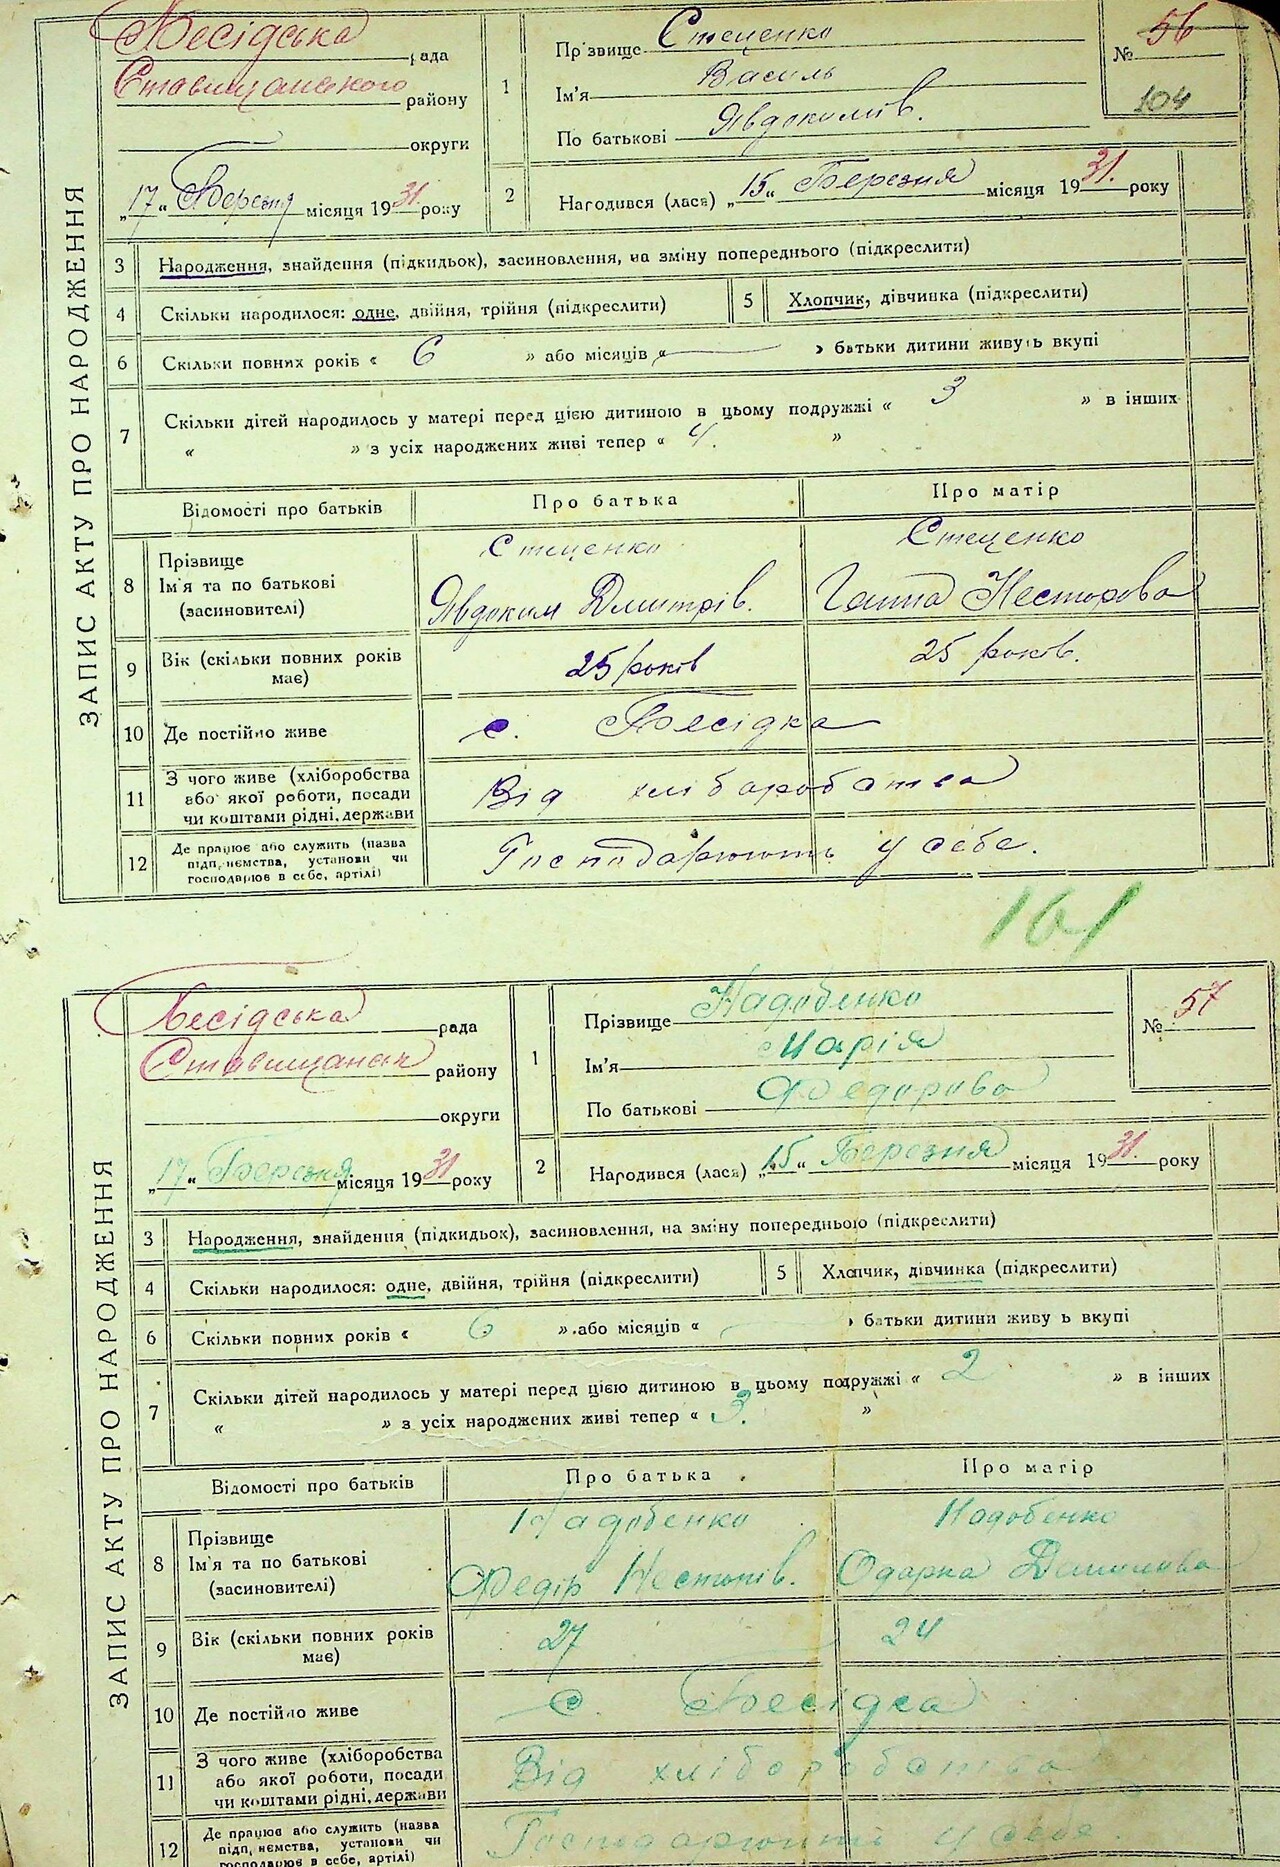 Бесідська рада
Ставищанського району
округи
„17“ Березня місяця 1931 року
1
Прізвище Стеценко
Ім'я Василь
По батькові Явдокимів.
№ 56
104
2
Народився (лася) „15“ Березня місяця 1931. року
ЗАПИС АКТУ ПРО НАРОДЖЕННЯ
3 Народження, знайдення (підкидьок), засиновлення, на зміну попереднього (підкреслити)
4 Скільки народилося: одне, двійня, трійня (підкреслити) 5 Хлопчик, дівчинка (підкреслити)
6 Скільки повних років « 6 » або місяців « — » батьки дитини живуть вкупі
7 Скільки дітей народилось у матері перед цією дитиною в цьому подружжі « 3 » в інших
« » з усіх народжених живі тепер « 4. »
Відомості про батьків Про батька Про матір
8 Прізвище Ім'я та по батькові (засиновителі)
Стеценко Стеценко
Явдоким Дмитрів. Ганна Несторова
9 Вік (скільки повних років має) 25 років 25 років.
10 Де постійно живе с. Бесідка
11 З чого живе (хліборобства
або якої роботи, посади
чи коштами рідні, держави
Від хлібаробства
12 Де працює або служить (назва
підприємства, установи чи
господарює в себе, артілі)
Господарюють у себе.
161
Бесідська рада
Ставищанськ району
округи
„17“ Березня місяця 1931 року
1
Прізвище Надобенко
Ім'я Марія
По батькові Федорова
№ 57
2
Народився (лася) „15“ Березня місяця 1931. року
ЗАПИС АКТУ ПРО НАРОДЖЕННЯ
3 Народження, знайдення (підкидьок), засиновлення, на зміну попередньою (підкреслити)
4 Скільки народилося: одне, двійня, трійня (підкреслити) 5 Хлопчик, дівчинка (підкреслити)
6 Скільки повних років « 6 » або місяців « — » батьки дитини живу ь вкупі
7 Скільки дітей народилось у матері перед цією дитиною в цьому подружжі « 2 » в інших
« » з усіх народжених живі тепер « 3. »
Відомості про батьків Про батька Про матір
8 Прізвище Ім'я та по батькові (засиновителі)
Надобенко Надобенко
Федір Несторів. Одарка
9 Вік (скільки повних років має) 27 24
10 Де постійно живе с. Бесідка
11 З чого живе (хліборобства
або якої роботи, посади
чи коштами рідні, держави
Від хліборобства
12 Де працює або служить (назва
підприємства, установи чи
господарює в себе, артілі)
Господарюють у себе.